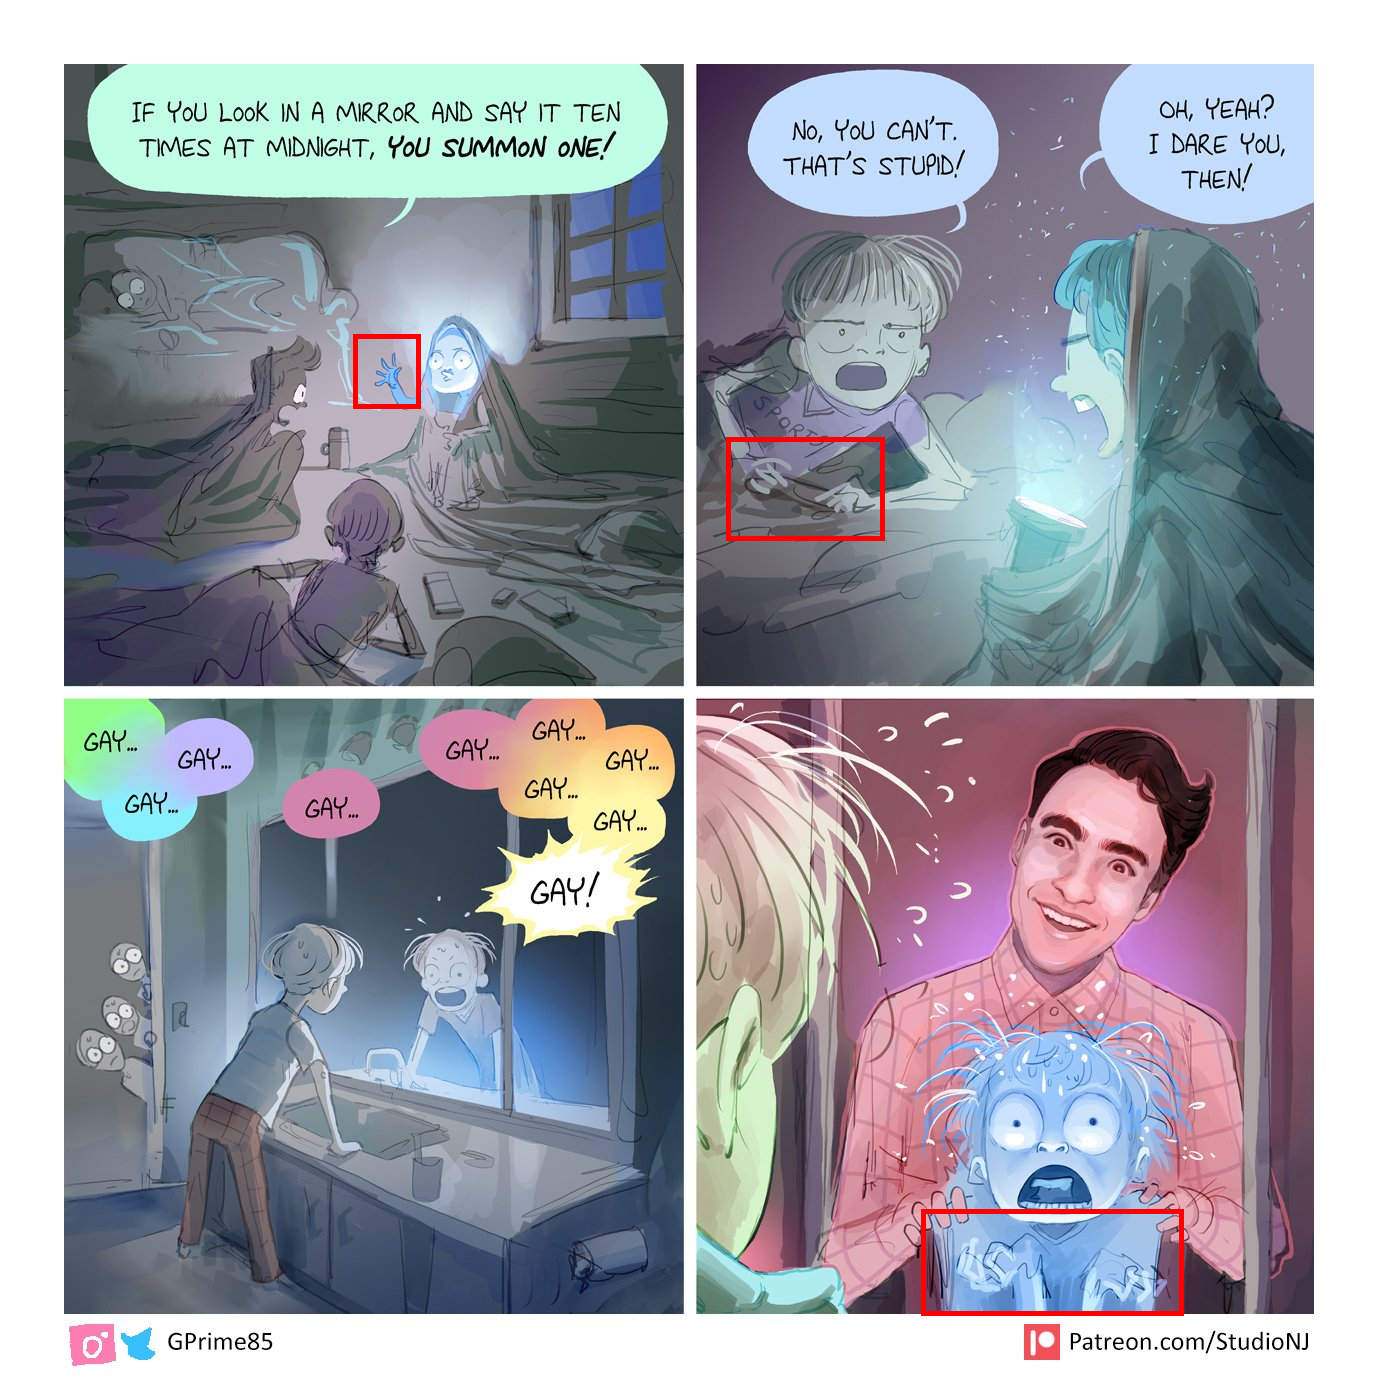 IF YOU LOOK IN A MIRROR AND SAY IT TEN
TIMES AT MIDNIGHT, YOU SUMMON ONE!
NO, YOU CAN'T.
THAT'S STUPID!
OH, YEAH?
I DARE YOU,
THEN!
SPORTS
GAY...
GAY...
GAY...
GAY...
GAY...
GAY...
GAY...
GAY...
GAY...
GAY!
GPrime85
Patreon.com/StudioNJ